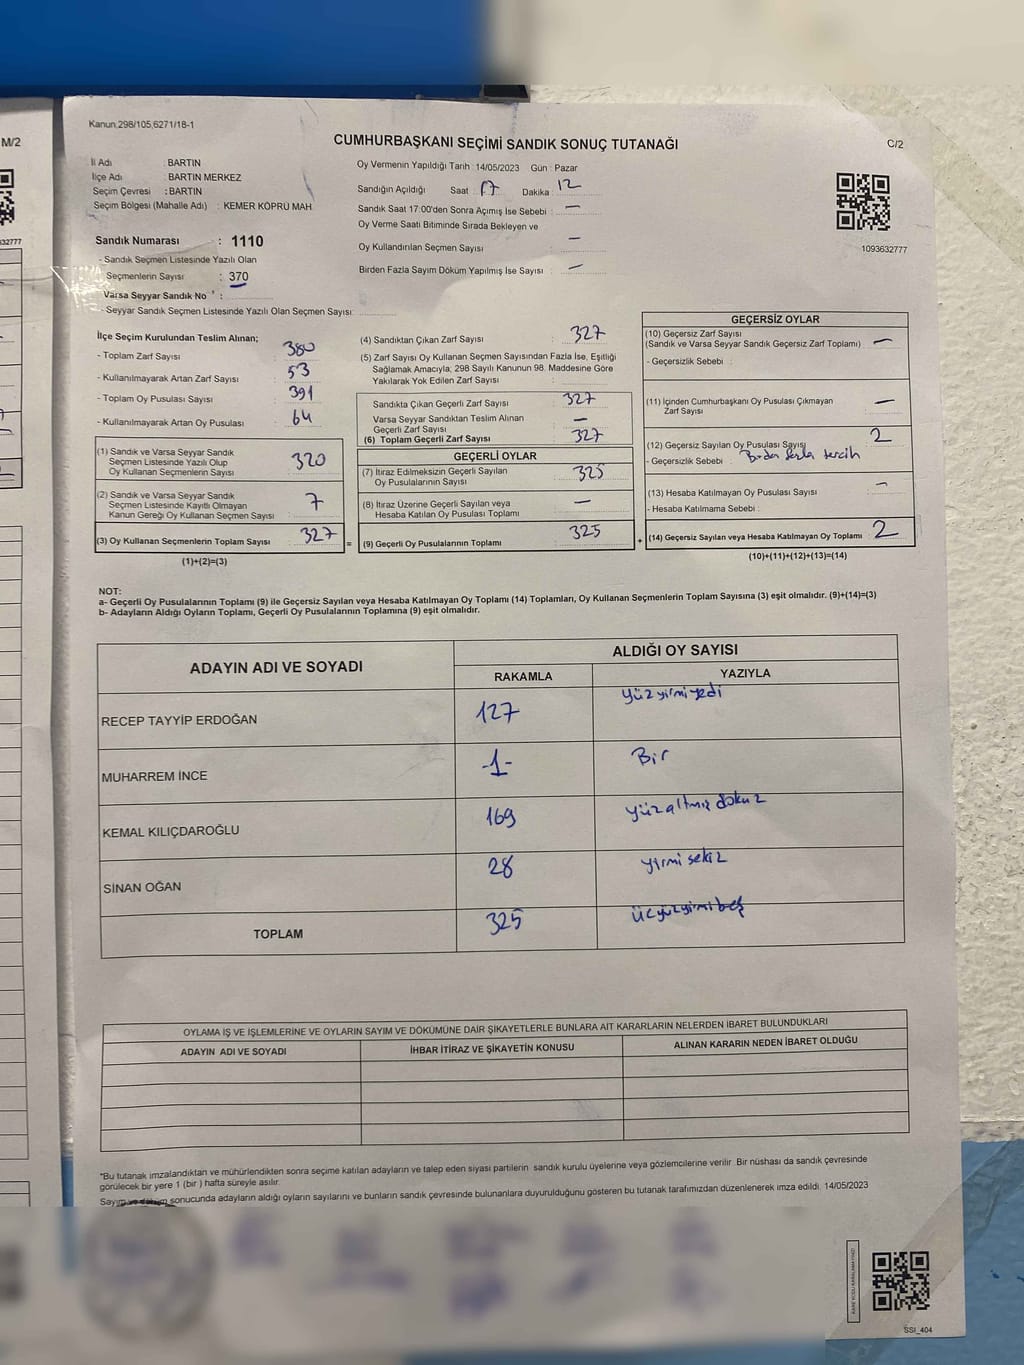 Kanun:298/105,6271/18-1
M/2
CUMHURBAŞKANI SEÇİMİ SANDIK SONUÇ TUTANAĞI
C/2
İl Adı : BARTIN
İlçe Adı : BARTIN MERKEZ
Seçim Çevresi : BARTIN
Seçim Bölgesi (Mahalle Adı) : KEMER KÖPRÜ MAH.
Sandık Numarası : 1110
- Sandık Seçmen Listesinde Yazılı Olan
Seçmenlerin Sayısı : 370
Varsa Seyyar Sandık No :
- Seyyar Sandık Seçmen Listesinde Yazılı Olan Seçmen Sayısı:
Oy Vermenin Yapıldığı Tarih : 14/05/2023 Gün : Pazar
Sandığın Açıldığı Saat : 17 Dakika : 12
Sandık Saat 17:00'den Sonra Açımış İse Sebebi : —
Oy Verme Saati Bitiminde Sırada Bekleyen ve
Oy Kullandırılan Seçmen Sayısı —
Birden Fazla Sayım Döküm Yapılmış İse Sayısı : —
1093632777
32777
İlçe Seçim Kurulundan Teslim Alınan;
- Toplam Zarf Sayısı : 380
- Kullanılmayarak Artan Zarf Sayısı : 53
- Toplam Oy Pusulası Sayısı : 391
- Kullanılmayarak Artan Oy Pusulası : 64
(1) Sandık ve Varsa Seyyar Sandık
Seçmen Listesinde Yazılı Olup
Oy Kullanan Seçmenlerin Sayısı : 320
(2) Sandık ve Varsa Seyyar Sandık
Seçmen Listesinde Kayıtlı Olmayan
Kanun Gereği Oy Kullanan Seçmen Sayısı : 7
(3) Oy Kullanan Seçmenlerin Toplam Sayısı : 327
(1)+(2)=(3)
=
(4) Sandıktan Çıkan Zarf Sayısı : 327
(5) Zarf Sayısı Oy Kullanan Seçmen Sayısından Fazla İse, Eşitliği
Sağlamak Amacıyla; 298 Sayılı Kanunun 98. Maddesine Göre
Yakılarak Yok Edilen Zarf Sayısı :
Sandıkta Çıkan Geçerli Zarf Sayısı : 327
Varsa Seyyar Sandıktan Teslim Alınan
Geçerli Zarf Sayısı : —
(6) Toplam Geçerli Zarf Sayısı : 327
GEÇERLİ OYLAR
(7) İtiraz Edilmeksizin Geçerli Sayılan
Oy Pusulalarının Sayısı : 325
(8) İtiraz Üzerine Geçerli Sayılan veya
Hesaba Katılan Oy Pusulası Toplamı : —
(9) Geçerli Oy Pusulalarının Toplamı : 325
+
GEÇERSİZ OYLAR
(10) Geçersiz Zarf Sayısı
(Sandık ve Varsa Seyyar Sandık Geçersiz Zarf Toplamı) : —
- Geçersizlik Sebebi :
(11) İçinden Cumhurbaşkanı Oy Pusulası Çıkmayan
Zarf Sayısı : —
(12) Geçersiz Sayılan Oy Pusulası Sayısı : 2
- Geçersizlik Sebebi : Birden fazla tercih
(13) Hesaba Katılmayan Oy Pusulası Sayısı : —
- Hesaba Katılmama Sebebi :
(14) Geçersiz Sayılan veya Hesaba Katılmayan Oy Toplamı : 2
(10)+(11)+(12)+(13)=(14)
NOT:
a- Geçerli Oy Pusulalarının Toplamı (9) ile Geçersiz Sayılan veya Hesaba Katılmayan Oy Toplamı (14) Toplamları, Oy Kullanan Seçmenlerin Toplam Sayısına (3) eşit olmalıdır. (9)+(14)=(3)
b- Adayların Aldığı Oyların Toplamı, Geçerli Oy Pusulalarının Toplamına (9) eşit olmalıdır.
ADAYIN ADI VE SOYADI
ALDIĞI OY SAYISI
RAKAMLA YAZIYLA
RECEP TAYYİP ERDOĞAN 127 yüzyirmiyedi
MUHARREM İNCE -1- Bir
KEMAL KILIÇDAROĞLU 169 yüzaltmış dokuz
SİNAN OĞAN 28 yirmi sekiz
TOPLAM 325 üçyüzyirmibeş
OYLAMA İŞ VE İŞLEMLERİNE VE OYLARIN SAYIM VE DÖKÜMÜNE DAİR ŞİKAYETLERLE BUNLARA AİT KARARLARIN NELERDEN İBARET BULUNDUKLARI
ADAYIN ADI VE SOYADI İHBAR İTİRAZ VE ŞİKAYETİN KONUSU ALINAN KARARIN NEDEN İBARET OLDUĞU
*Bu tutanak imzalandıktan ve mühürlendikten sonra seçime katılan adayların ve talep eden siyasi partilerin sandık kurulu üyelerine veya gözlemcilerine verilir. Bir nüshası da sandık çevresinde
görülecek bir yere 1 (bir) hafta süreyle asılır.
Sayım ve döküm sonucunda adayların aldığı oyların sayılarını ve bunların sandık çevresinde bulunanlara duyurulduğunu gösteren bu tutanak tarafımızdan düzenlenerek imza edildi. 14/05/2023
SSI_404